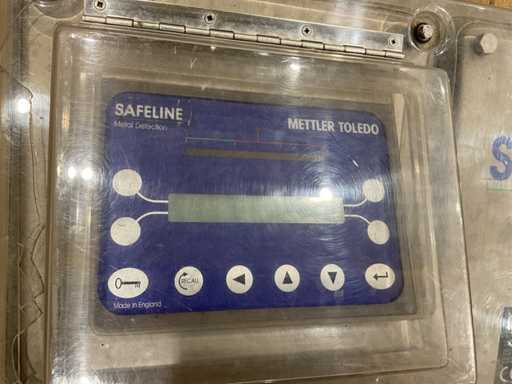 SAFELINE
Metal Detection
METTLER TOLEDO
RECALL
Made in England
S